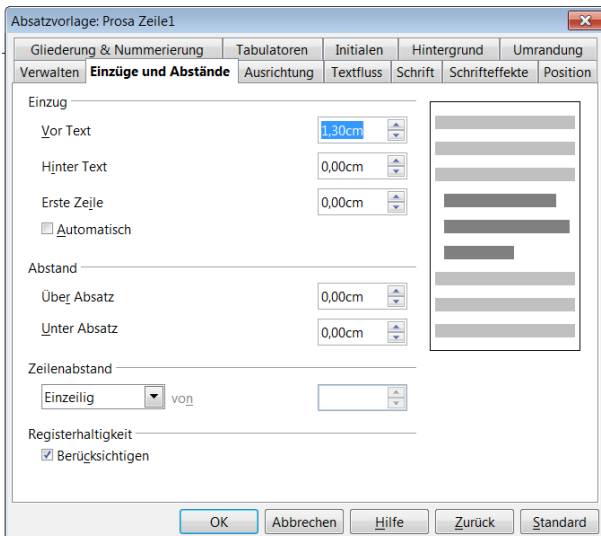 Absatzvorlage: Prosa Zeile1
Gliederung & Nummerierung Tabulatoren Initialen Hintergrund Umrandung
Verwalten Einzüge und Abstände Ausrichtung Textfluss Schrift Schrifteffekte Position
Einzug
Vor Text 1,30cm
Hinter Text 0,00cm
Erste Zeile 0,00cm
Automatisch
Abstand
Über Absatz 0,00cm
Unter Absatz 0,00cm
Zeilenabstand
Einzeilig von
Registerhaltigkeit
Berücksichtigen
OK Abbrechen Hilfe Zurück Standard